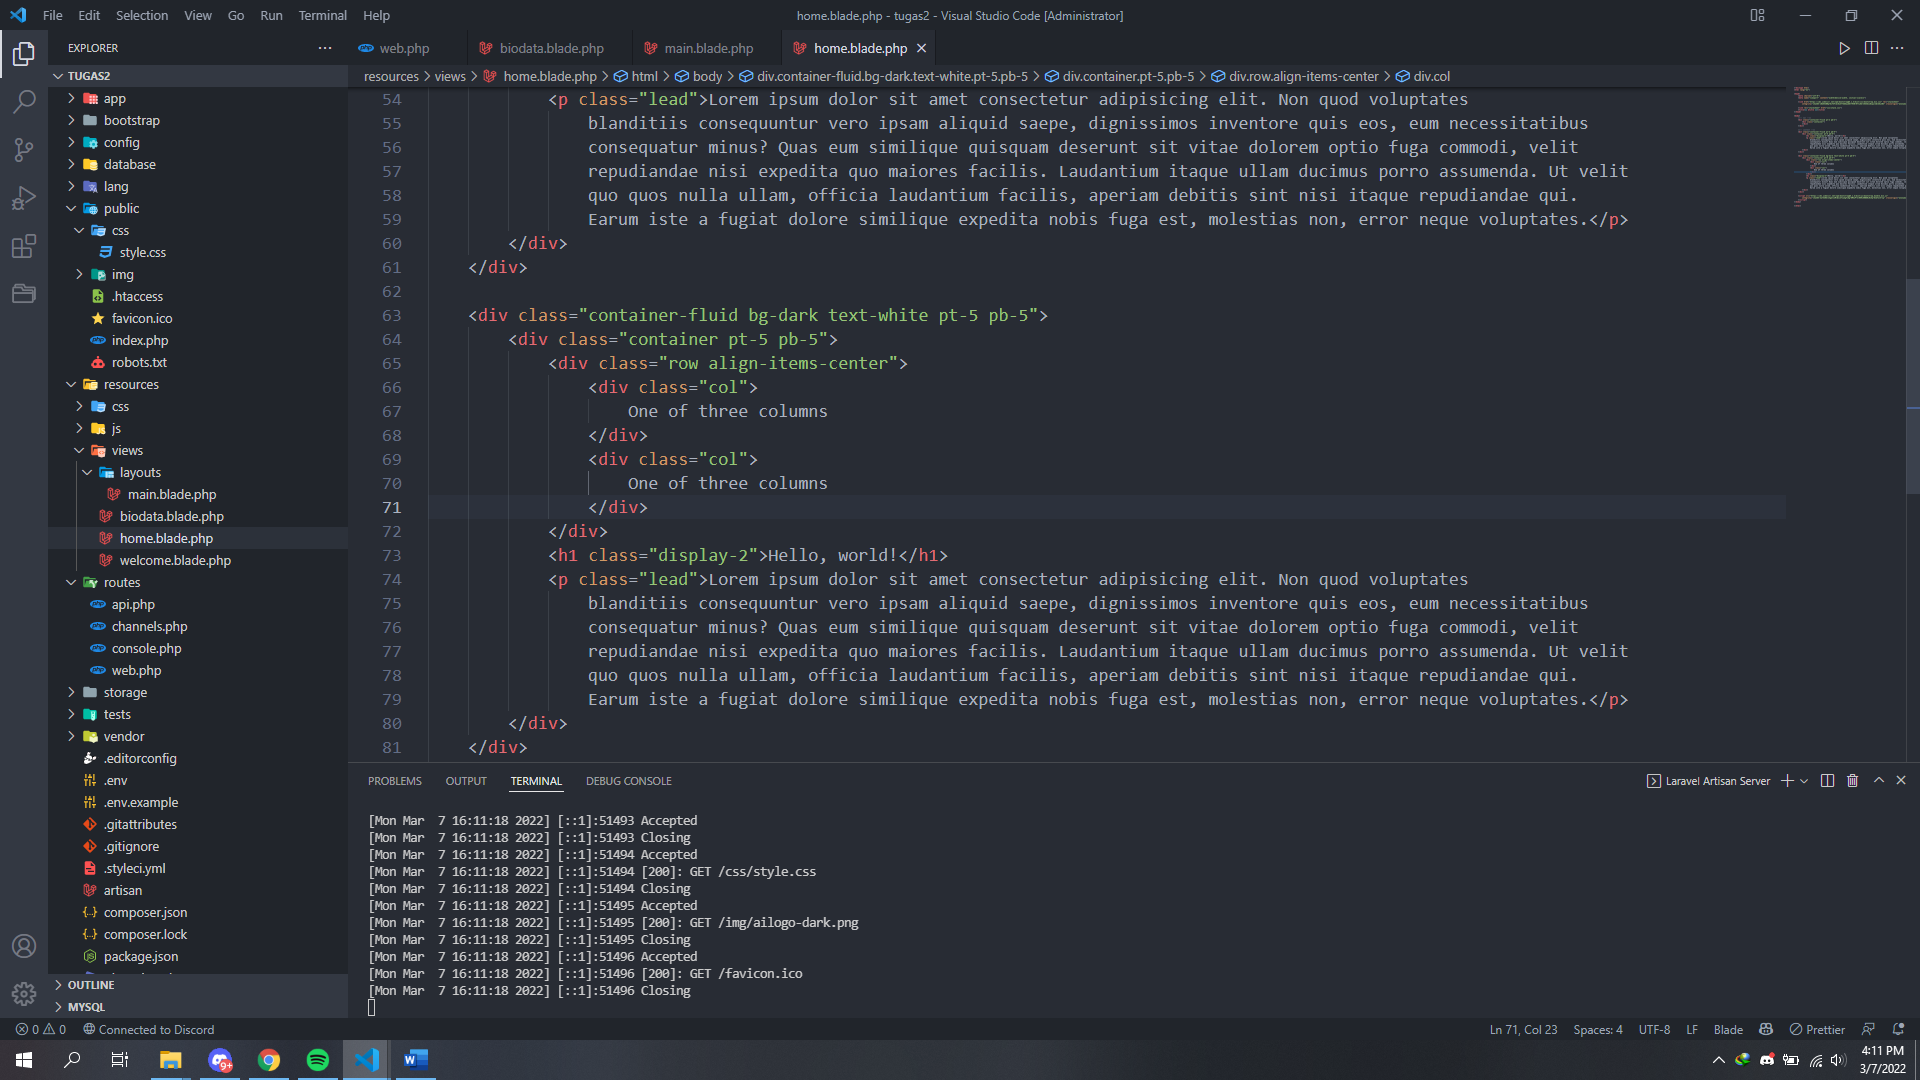 File Edit Selection View Go Run Terminal Help
home.blade.php - tugas2 - Visual Studio Code [Administrator]
EXPLORER
TUGAS2
app
bootstrap
config
database
lang
public
css
style.css
img
.htaccess
favicon.ico
index.php
robots.txt
resources
css
js
views
layouts
main.blade.php
biodata.blade.php
home.blade.php
welcome.blade.php
routes
api.php
channels.php
console.php
web.php
storage
tests
vendor
.editorconfig
.env
.env.example
.gitattributes
.gitignore
.styleci.yml
artisan
composer.json
composer.lock
package.json
OUTLINE
MYSQL
web.php biodata.blade.php main.blade.php home.blade.php
resources > views > home.blade.php > html > body > div.container-fluid.bg-dark.text-white.pt-5.pb-5 > div.container.pt-5.pb-5 > div.row.align-items-center > div.col
54 <p class="lead">Lorem ipsum dolor sit amet consectetur adipisicing elit. Non quod voluptates
55 blanditiis consequuntur vero ipsam aliquid saepe, dignissimos inventore quis eos, eum necessitatibus
56 consequatur minus? Quas eum similique quisquam deserunt sit vitae dolorem optio fuga commodi, velit
57 repudiandae nisi expedita quo maiores facilis. Laudantium itaque ullam ducimus porro assumenda. Ut velit
58 quo quos nulla ullam, officia laudantium facilis, aperiam debitis sint nisi itaque repudiandae qui.
59 Earum iste a fugiat dolore similique expedita nobis fuga est, molestias non, error neque voluptates.</p>
60 </div>
61 </div>
62
63 <div class="container-fluid bg-dark text-white pt-5 pb-5">
64 <div class="container pt-5 pb-5">
65 <div class="row align-items-center">
66 <div class="col">
67 One of three columns
68 </div>
69 <div class="col">
70 One of three columns
71 </div>
72 </div>
73 <h1 class="display-2">Hello, world!</h1>
74 <p class="lead">Lorem ipsum dolor sit amet consectetur adipisicing elit. Non quod voluptates
75 blanditiis consequuntur vero ipsam aliquid saepe, dignissimos inventore quis eos, eum necessitatibus
76 consequatur minus? Quas eum similique quisquam deserunt sit vitae dolorem optio fuga commodi, velit
77 repudiandae nisi expedita quo maiores facilis. Laudantium itaque ullam ducimus porro assumenda. Ut velit
78 quo quos nulla ullam, officia laudantium facilis, aperiam debitis sint nisi itaque repudiandae qui.
79 Earum iste a fugiat dolore similique expedita nobis fuga est, molestias non, error neque voluptates.</p>
80 </div>
81 </div>
PROBLEMS OUTPUT TERMINAL DEBUG CONSOLE
Laravel Artisan Server
[Mon Mar  7 16:11:18 2022] [::1]:51493 Accepted
[Mon Mar  7 16:11:18 2022] [::1]:51493 Closing
[Mon Mar  7 16:11:18 2022] [::1]:51494 Accepted
[Mon Mar  7 16:11:18 2022] [::1]:51494 [200]: GET /css/style.css
[Mon Mar  7 16:11:18 2022] [::1]:51494 Closing
[Mon Mar  7 16:11:18 2022] [::1]:51495 Accepted
[Mon Mar  7 16:11:18 2022] [::1]:51495 [200]: GET /img/ailogo-dark.png
[Mon Mar  7 16:11:18 2022] [::1]:51495 Closing
[Mon Mar  7 16:11:18 2022] [::1]:51496 Accepted
[Mon Mar  7 16:11:18 2022] [::1]:51496 [200]: GET /favicon.ico
[Mon Mar  7 16:11:18 2022] [::1]:51496 Closing
0 0 Connected to Discord
Ln 71, Col 23 Spaces: 4 UTF-8 LF Blade Prettier
9+
4:11 PM
3/7/2022